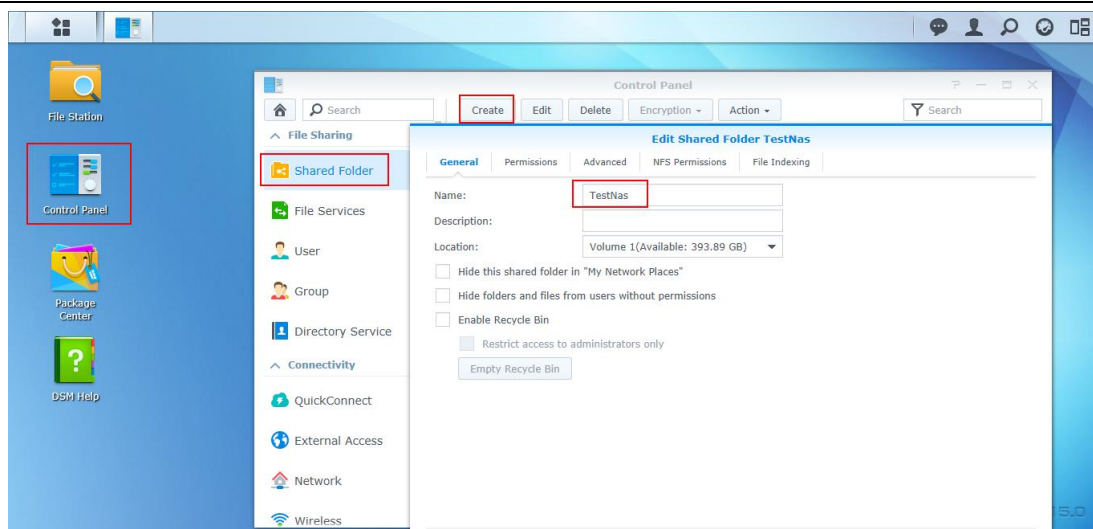 Control Panel
Search
Create Edit Delete Encryption Action
Search
File Station
Control Panel
Package
Center
DSM Help
File Sharing
Shared Folder
File Services
User
Group
Directory Service
Connectivity
QuickConnect
External Access
Network
Wireless
Edit Shared Folder TestNas
General Permissions Advanced NFS Permissions File Indexing
Name: TestNas
Description:
Location: Volume 1(Available: 393.89 GB)
Hide this shared folder in "My Network Places"
Hide folders and files from users without permissions
Enable Recycle Bin
Restrict access to administrators only
Empty Recycle Bin
5.0